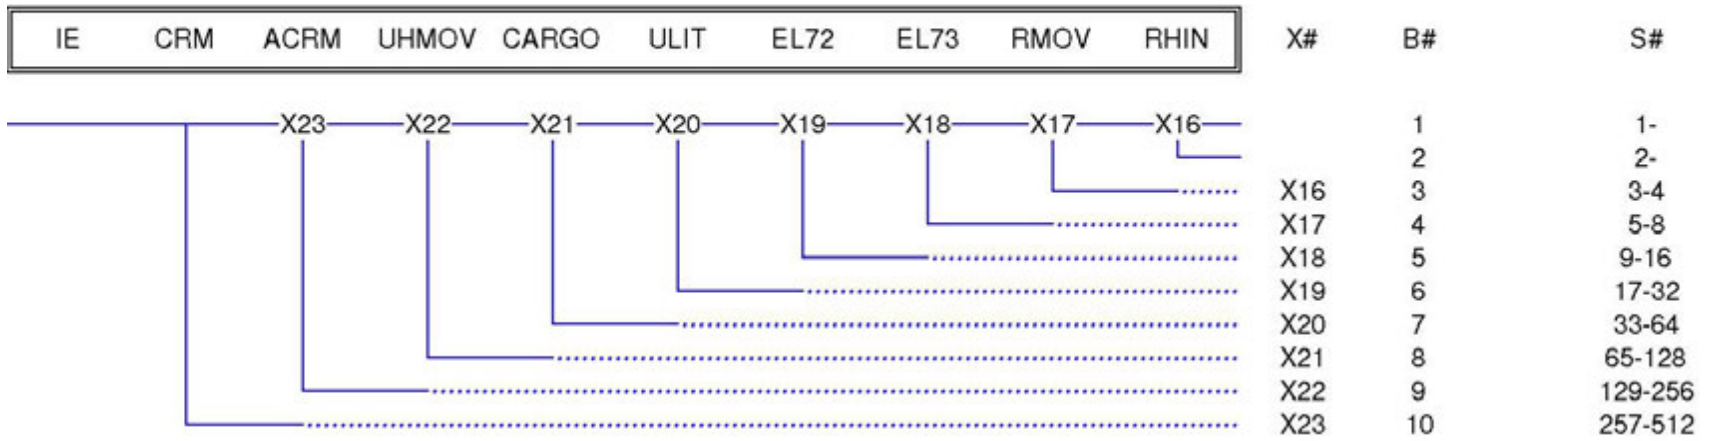 IE CRM ACRM UHMOV CARGO ULIT EL72 EL73 RMOV RHIN X# B# S#
X23 X22 X21 X20 X19 X18 X17 X16 1 1-
2 2-
X16 3 3-4
X17 4 5-8
X18 5 9-16
X19 6 17-32
X20 7 33-64
X21 8 65-128
X22 9 129-256
X23 10 257-512